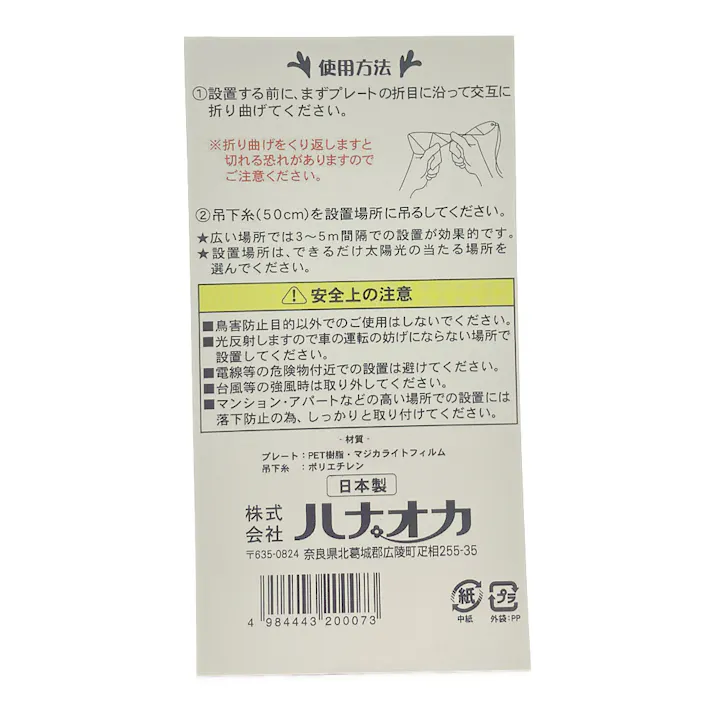 使用方法
①設置する前に、まずプレートの折目に沿って交互に
折り曲げてください。
※折り曲げをくり返しますと
切れる恐れがありますので
ご注意ください。
②吊下糸(50cm)を設置場所に吊るしてください。
★広い場所では3〜5m間隔での設置が効果的です。
★設置場所は、できるだけ太陽光の当たる場所を
選んでください。
安全上の注意
■鳥害防止目的以外でのご使用はしないでください。
■光反射しますので車の運転の妨げにならない場所で
設置してください。
■電線等の危険物付近での設置は避けてください。
■台風等の強風時は取り外してください。
■マンション・アパートなどの高い場所での設置には
落下防止の為、しっかりと取り付けてください。
- 材質 -
プレート：PET樹脂・マジカライトフィルム
吊下糸：ポリエチレン
日本製
株式会社 ハナオカ
〒635-0824 奈良県北葛城郡広陵町疋相255-35
4 984443 200073
紙
中紙
プラ
外袋：PP